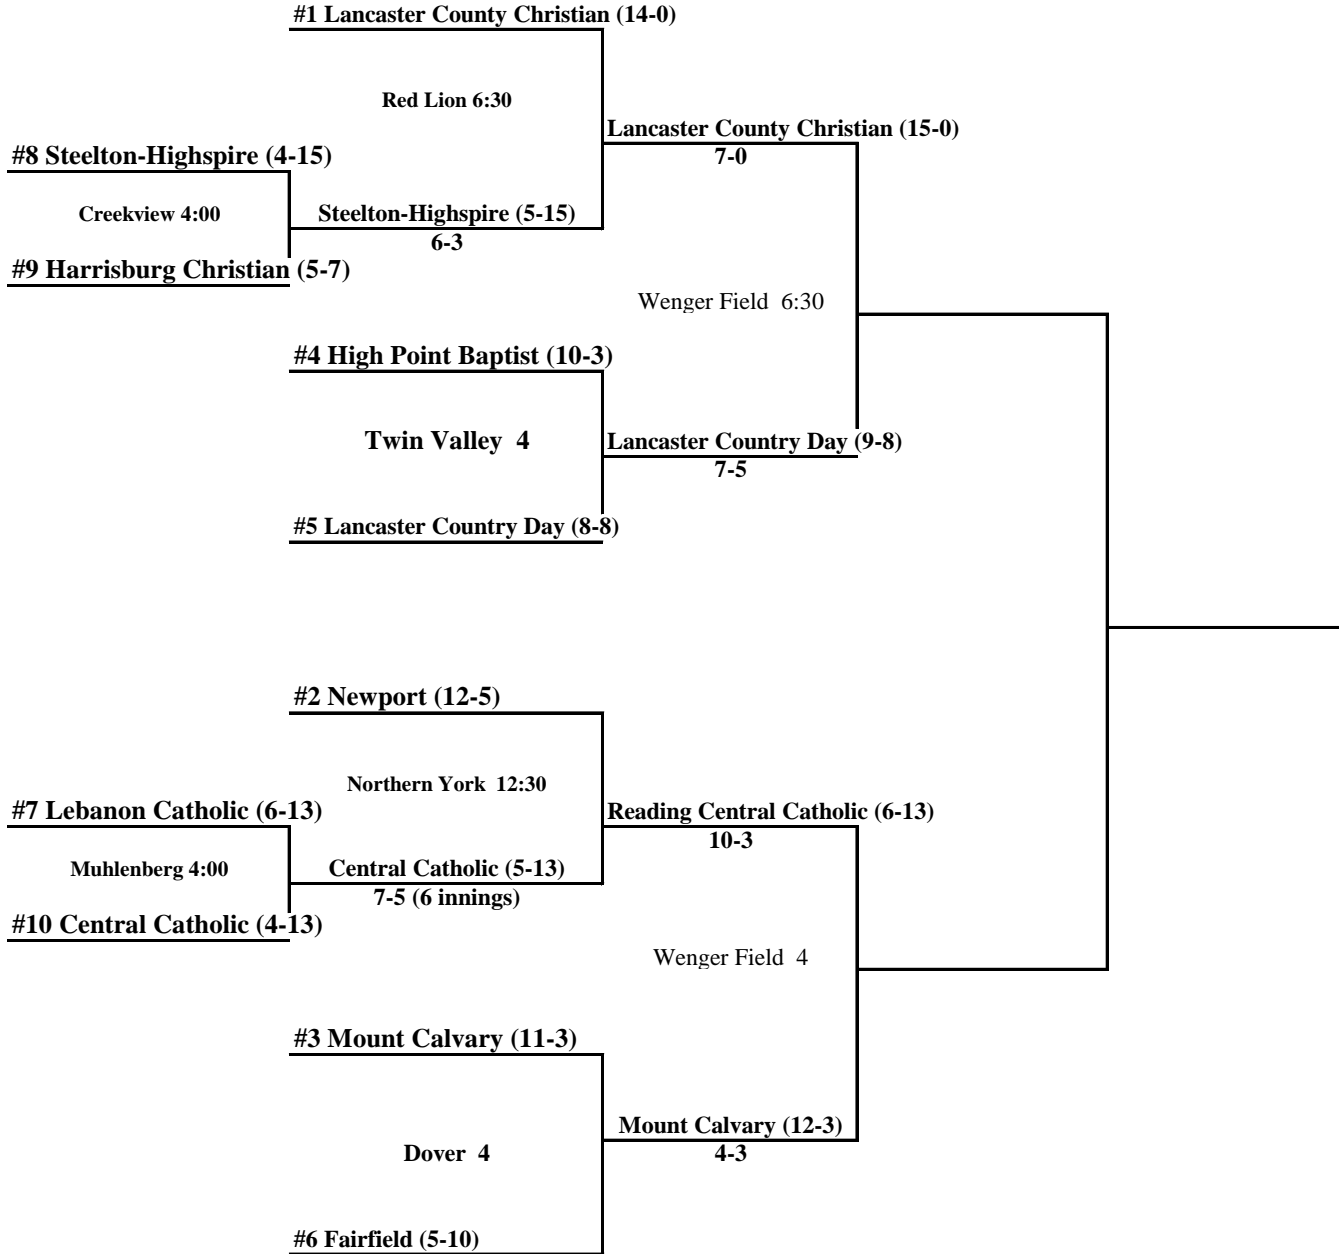 #1 Lancaster County Christian (14-0)
Red Lion 6:30
Lancaster County Christian (15-0)
7-0
#8 Steelton-Highspire (4-15)
Creekview 4:00
Steelton-Highspire (5-15)
6-3
#9 Harrisburg Christian (5-7)
Wenger Field  6:30
#4 High Point Baptist (10-3)
Twin Valley  4
Lancaster Country Day (9-8)
7-5
#5 Lancaster Country Day (8-8)
#2 Newport (12-5)
Northern York  12:30
#7 Lebanon Catholic (6-13)
Reading Central Catholic (6-13)
10-3
Muhlenberg 4:00
Central Catholic (5-13)
7-5 (6 innings)
#10 Central Catholic (4-13)
Wenger Field  4
#3 Mount Calvary (11-3)
Mount Calvary (12-3)
4-3
Dover  4
#6 Fairfield (5-10)